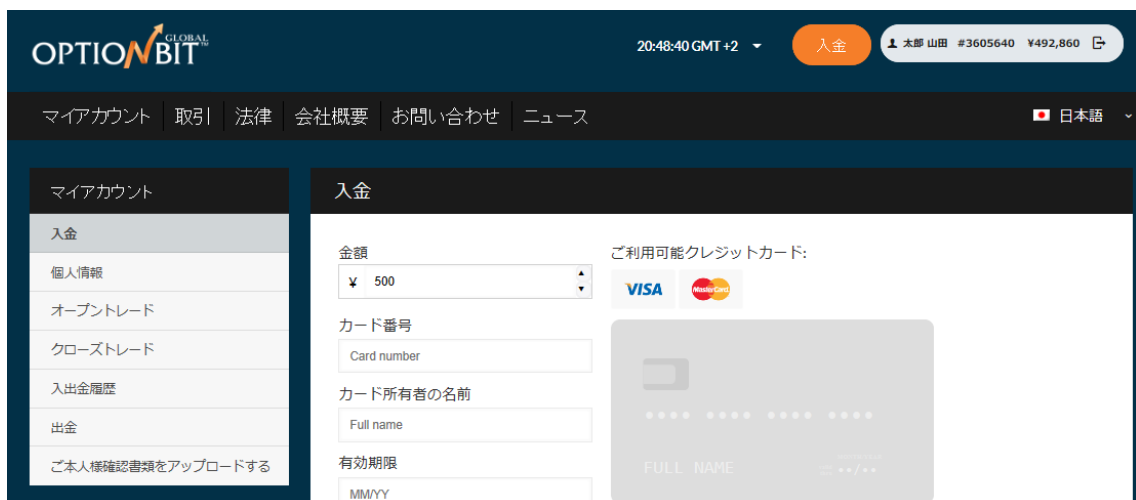 OPTIONBIT GLOBAL™
20:48:40 GMT +2
入金
太郎 山田 #3605640 ¥492,860
マイアカウント 取引 法律 会社概要 お問い合わせ ニュース
日本語
マイアカウント
入金
個人情報
オープントレード
クローズトレード
入出金履歴
出金
ご本人様確認書類をアップロードする
入金
金額
¥ 500
カード番号
Card number
カード所有者の名前
Full name
有効期限
MM/YY
ご利用可能クレジットカード:
VISA MasterCard
FULL NAME
••/••